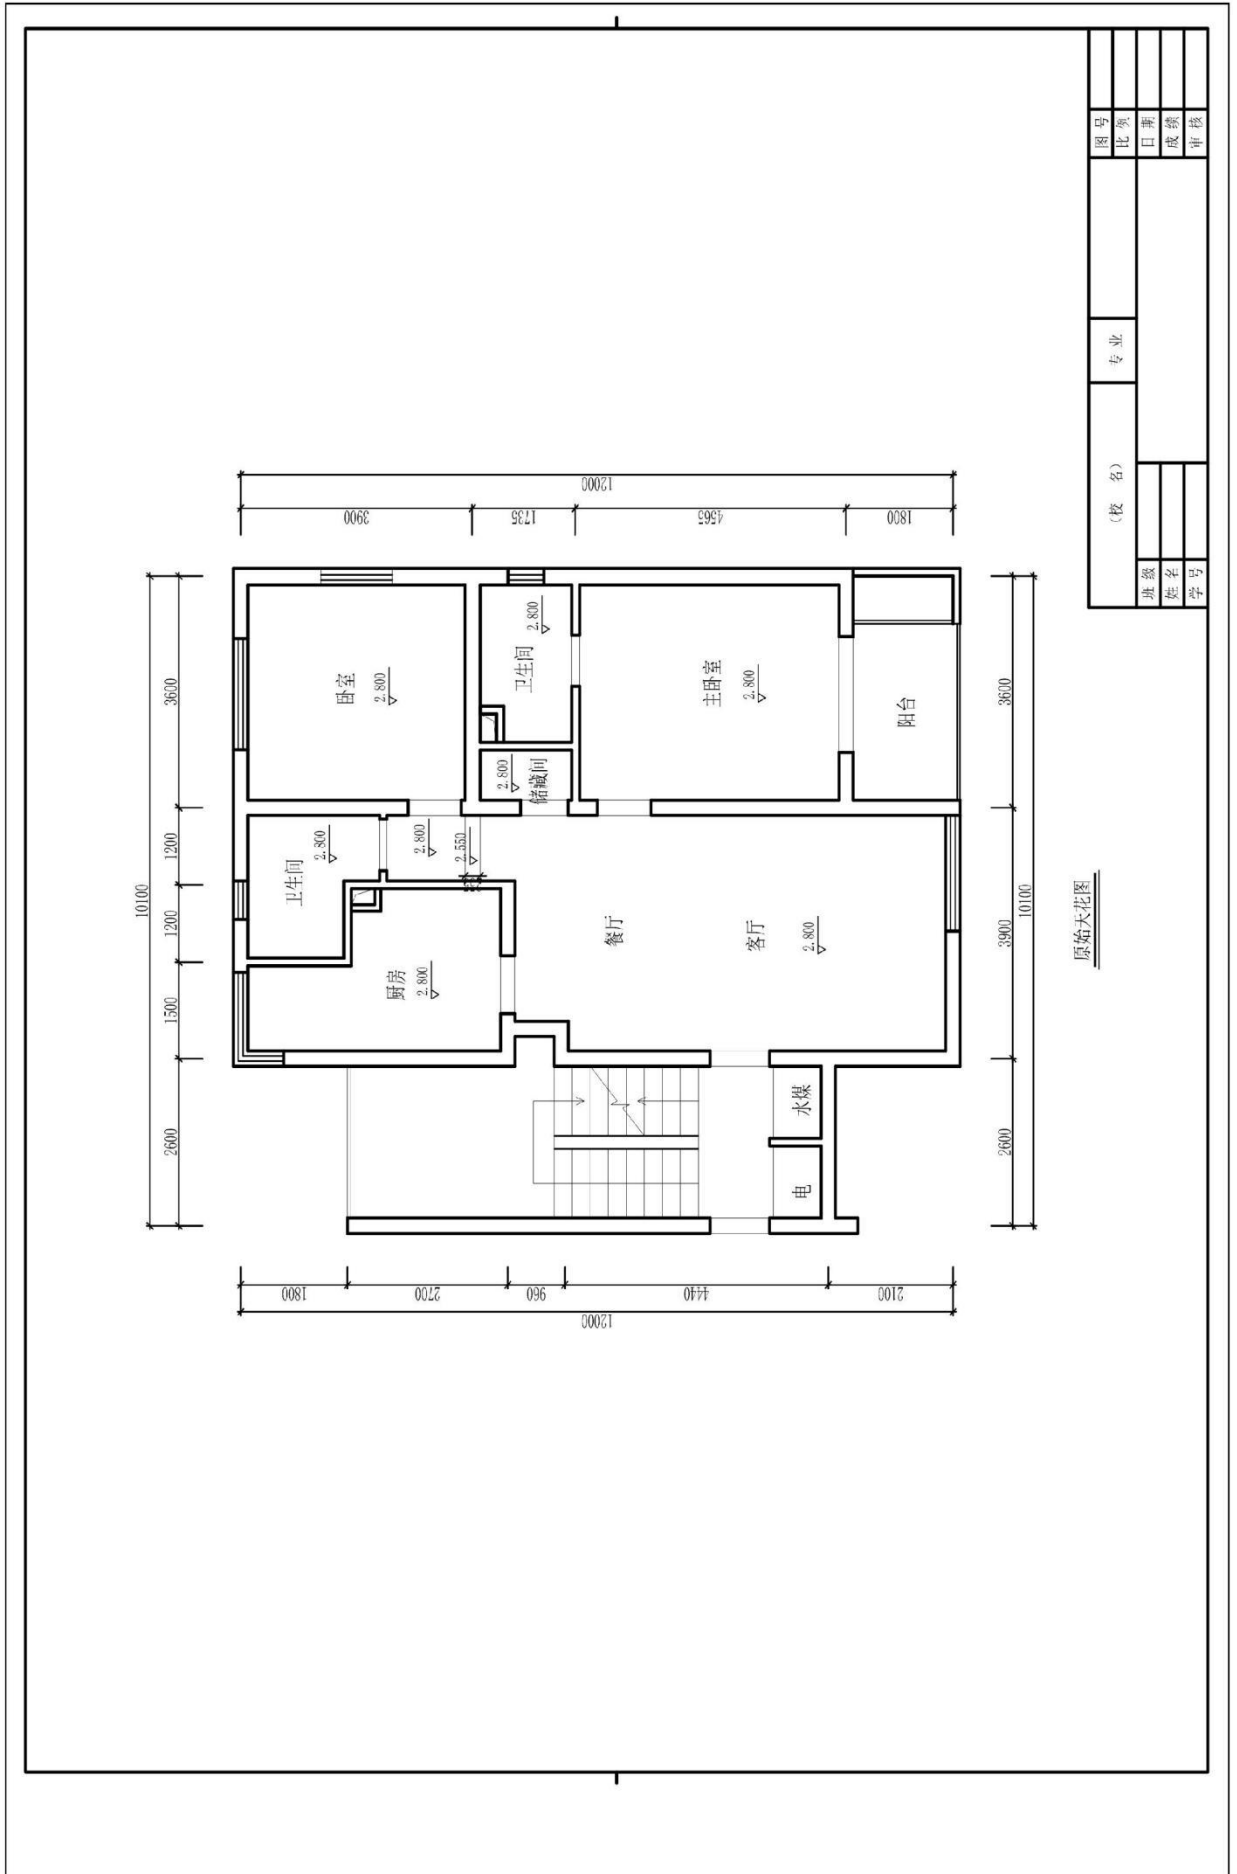 图 号
日 期
成 绩
审 核
专 业
（校 名）
班 级
姓 名
学 号
12000
3900
1735
4565
1800
10100
3600
1200
1200
1500
2600
卧室
2.800
卫生间
2.800
储藏间
2.800
主卧室
2.800
阳台
卫生间
2.800
2.800
2.550
厨房
2.800
餐厅
客厅
2.800
水煤
电
3600
3900
2600
10100
1800
2700
960
4440
2100
12000
原始天花图